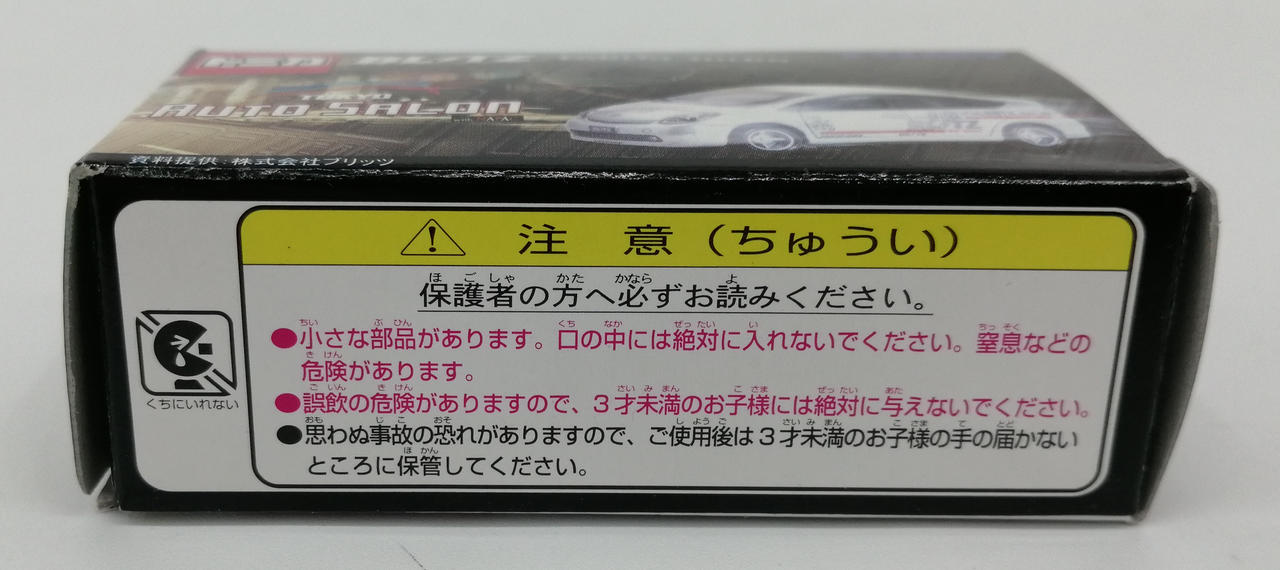 トミカ BLITZ
TOKYO
AUTO SALON
資料提供:株式会社ブリッツ
注 意(ちゅうい)
保護者の方へ必ずお読みください。
●小さな部品があります。口の中には絶対に入れないでください。窒息などの
危険があります。
●誤飲の危険がありますので、3才未満のお子様には絶対に与えないでください。
●思わぬ事故の恐れがありますので、ご使用後は3才未満のお子様の手の届かない
ところに保管してください。
くちにいれない